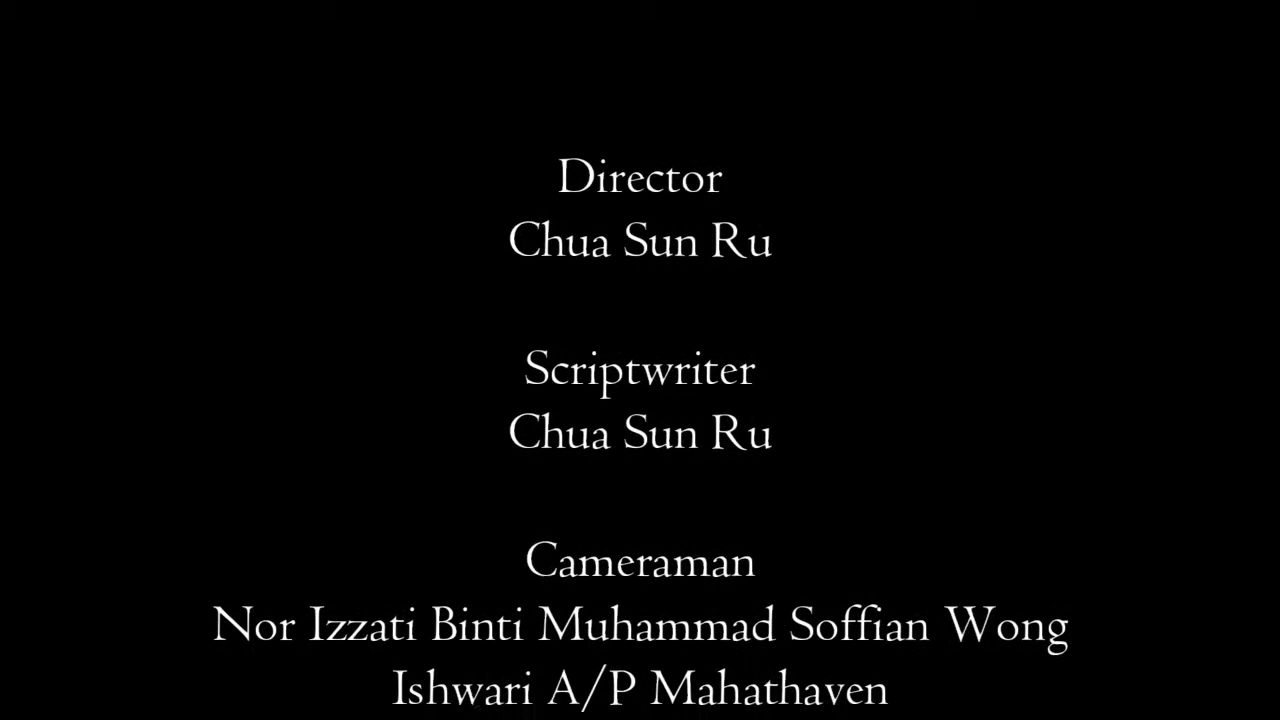 Director
Chua Sun Ru
Scriptwriter
Chua Sun Ru
Cameraman
Nor Izzati Binti Muhammad Soffian Wong
Ishwari A/P Mahathaven